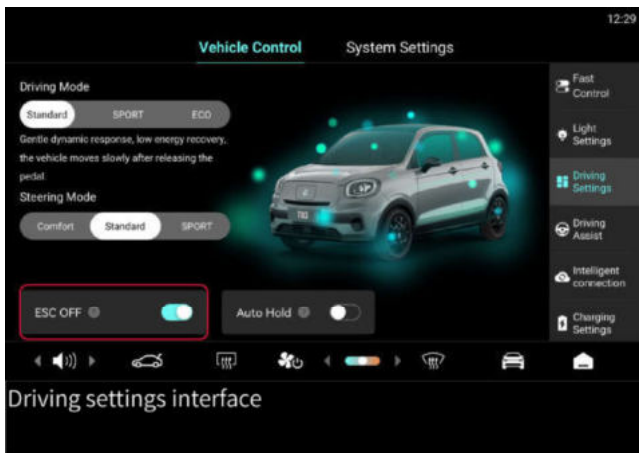 12:29
Vehicle Control System Settings
Driving Mode
Standard SPORT ECO
Gentle dynamic response, low energy recovery,
the vehicle moves slowly after releasing the
pedal
Steering Mode
Comfort Standard SPORT
ESC OFF
Auto Hold
Fast
Control
Light
Settings
Driving
Settings
Driving
Assist
Intelligent
connection
Charging
Settings
Driving settings interface